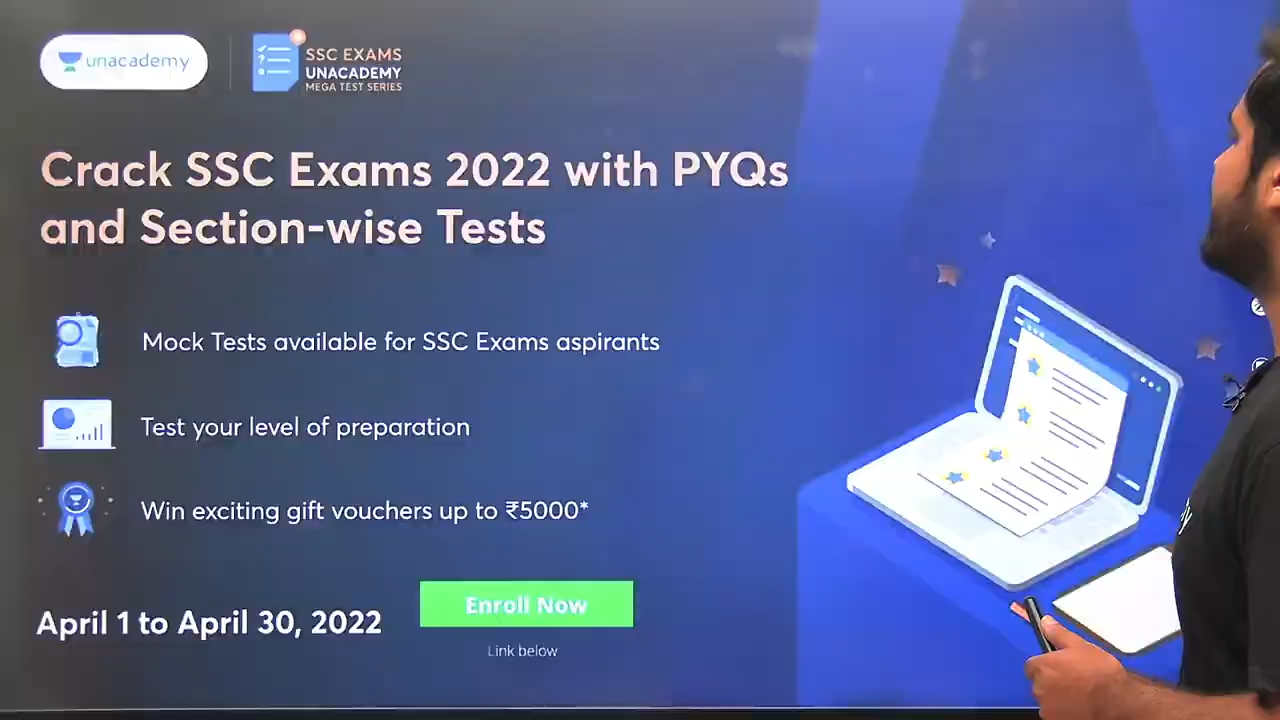 unacademy
SSC EXAMS
UNACADEMY
MEGA TEST SERIES
Crack SSC Exams 2022 with PYQs
and Section-wise Tests
Mock Tests available for SSC Exams aspirants
Test your level of preparation
Win exciting gift vouchers up to ₹5000*
April 1 to April 30, 2022
Enroll Now
Link below